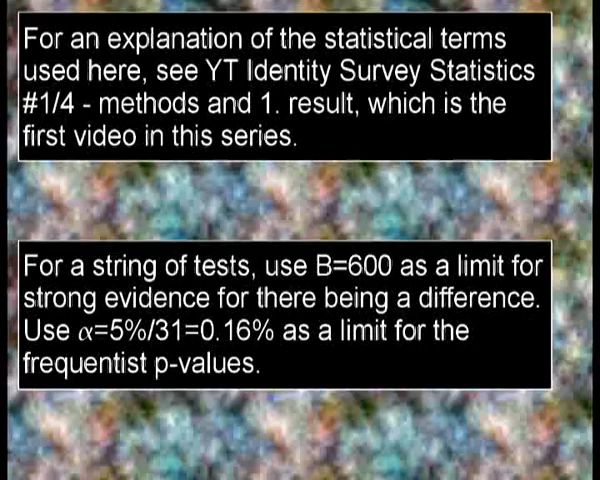 For an explanation of the statistical terms
used here, see YT Identity Survey Statistics
#1/4 - methods and 1. result, which is the
first video in this series.
For a string of tests, use B=600 as a limit for
strong evidence for there being a difference.
Use α=5%/31=0.16% as a limit for the
frequentist p-values.